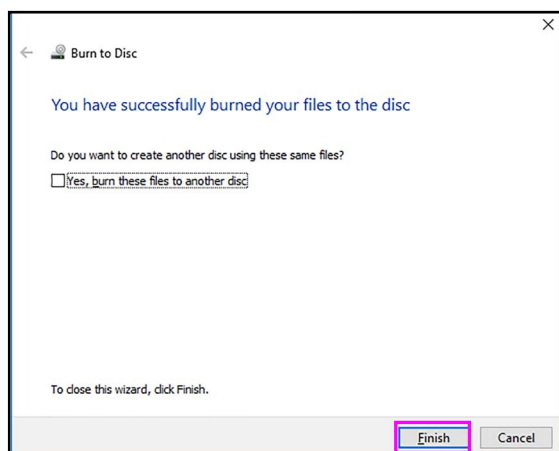 Burn to Disc
You have successfully burned your files to the disc
Do you want to create another disc using these same files?
Yes, burn these files to another disc
To close this wizard, click Finish.
Finish Cancel